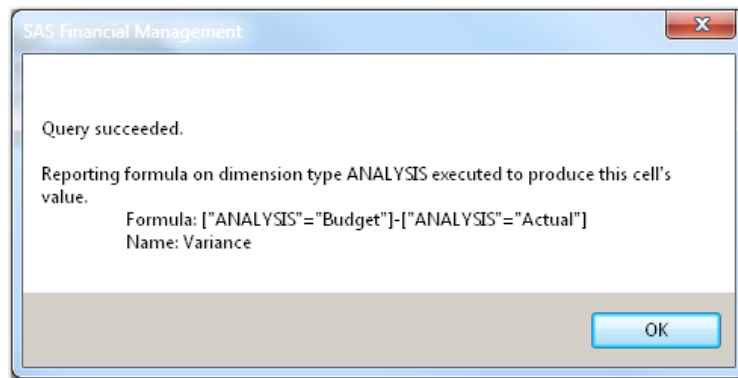 SAS Financial Management
Query succeeded.
Reporting formula on dimension type ANALYSIS executed to produce this cell's
value.
Formula: ["ANALYSIS"="Budget"]-["ANALYSIS"="Actual"]
Name: Variance
OK